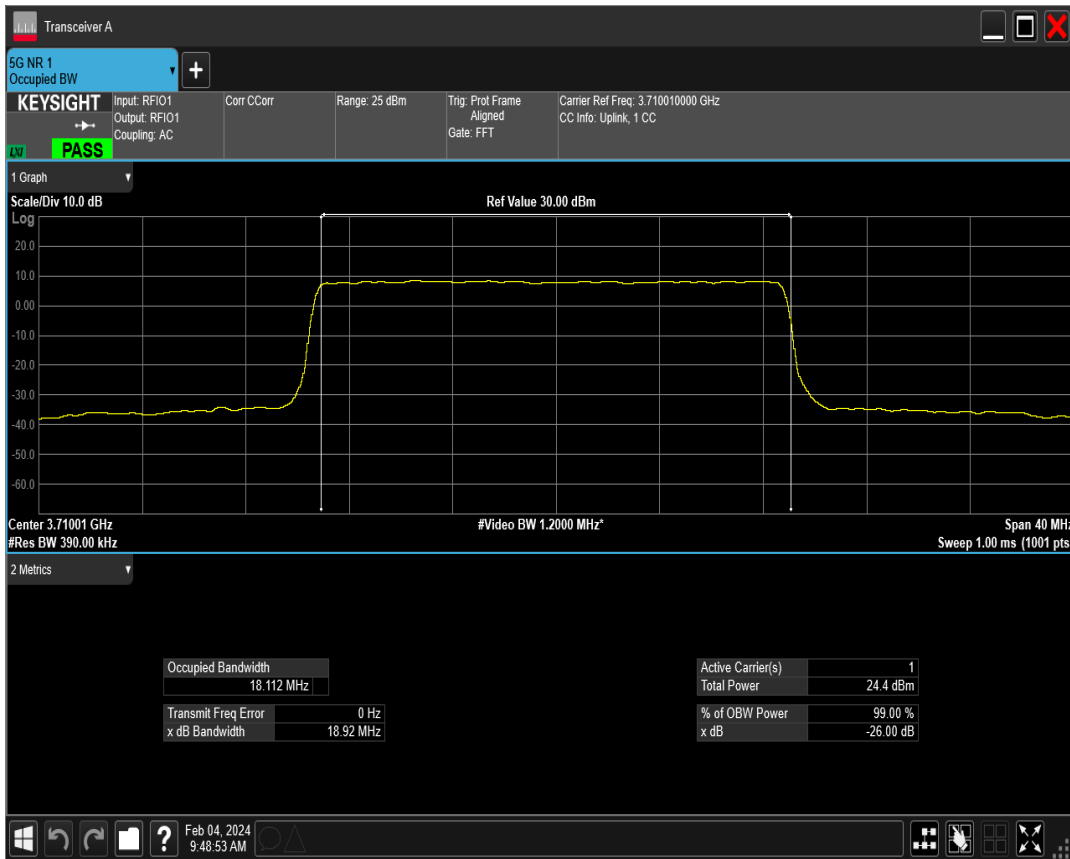 Transceiver A
5G NR 1
Occupied BW
KEYSIGHT
LXI
PASS
Input: RFIO1
Output: RFIO1
Coupling: AC
Corr CCorr
Range: 25 dBm
Trig: Prot Frame
Aligned
Gate: FFT
Carrier Ref Freq: 3.710010000 GHz
CC Info: Uplink, 1 CC
1 Graph
Scale/Div 10.0 dB
Ref Value 30.00 dBm
Log
20.0
10.0
0.00
-10.0
-20.0
-30.0
-40.0
-50.0
-60.0
Center 3.71001 GHz
#Video BW 1.2000 MHz*
Span 40 MHz
#Res BW 390.00 kHz
Sweep 1.00 ms (1001 pts
2 Metrics
Occupied Bandwidth
18.112 MHz
Transmit Freq Error 0 Hz
x dB Bandwidth 18.92 MHz
Active Carrier(s) 1
Total Power 24.4 dBm
% of OBW Power 99.00 %
x dB -26.00 dB
?
Feb 04, 2024
9:48:53 AM